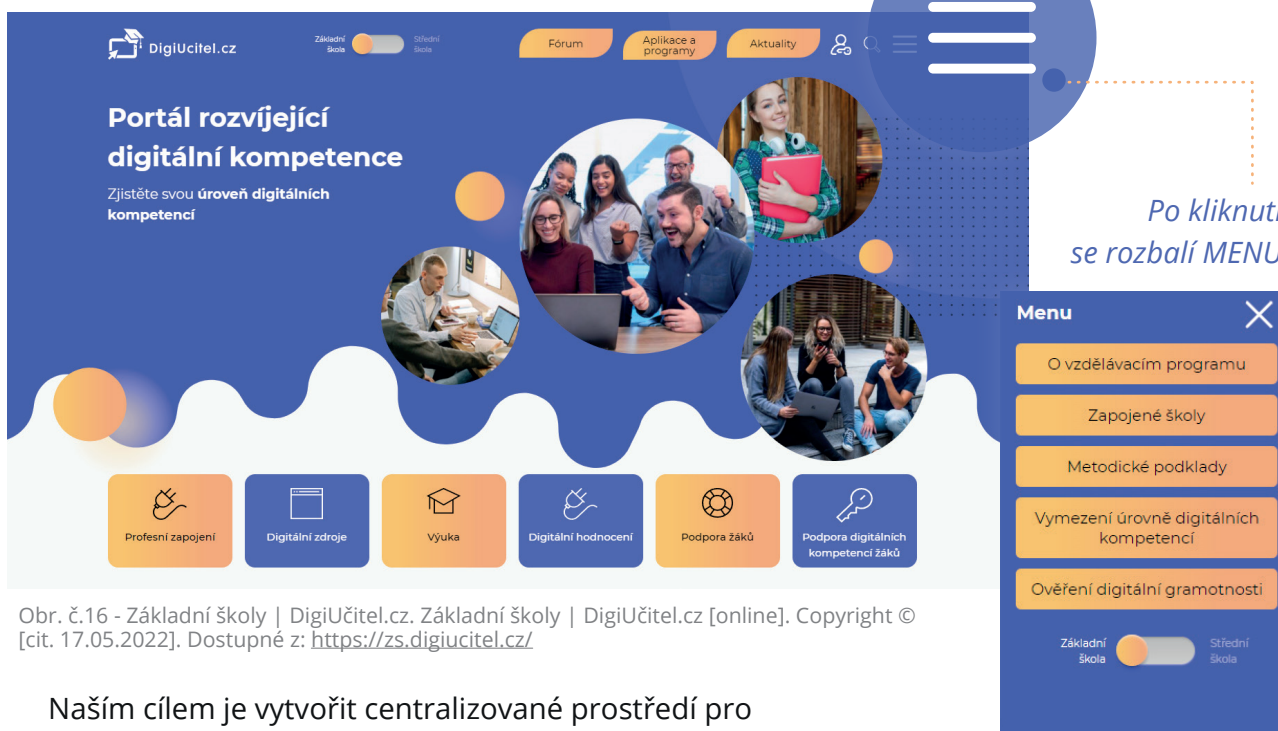 DigiUcitel.cz
Základní
škola
Střední
škola
Fórum
Aplikace a
programy
Aktuality
Portál rozvíjející
digitální kompetence
Zjistěte svou úroveň digitálních
kompetencí
Po kliknutí
se rozbalí MENU
Menu
O vzdělávacím programu
Zapojené školy
Metodické podklady
Vymezení úrovně digitálních
kompetencí
Ověření digitální gramotnosti
Základní
škola
Střední
škola
Profesní zapojení
Digitální zdroje
Výuka
Digitální hodnocení
Podpora žáků
Podpora digitálních
kompetencí žáků
Obr. č.16 - Základní školy | DigiUčitel.cz. Základní školy | DigiUčitel.cz [online]. Copyright ©
[cit. 17.05.2022]. Dostupné z: https://zs.digiucitel.cz/
Naším cílem je vytvořit centralizované prostředí pro